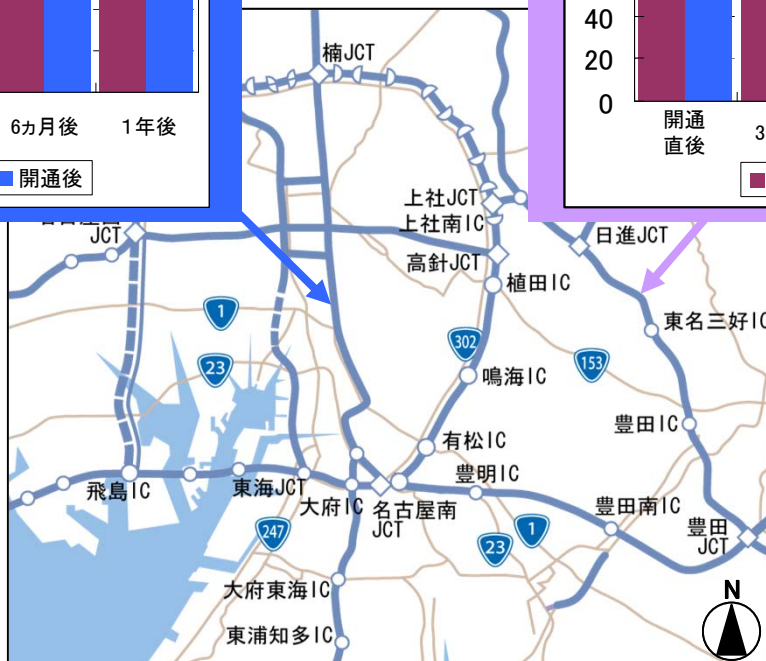 6ヵ月後
1年後
開通後
40
20
0
開通
直後
3
楠JCT
上社JCT
上社南IC
JCT
高針JCT
日進JCT
植田IC
1
302
東名三好IC
23
153
鳴海IC
豊田IC
有松IC
豊明IC
飛島IC
東海JCT
大府IC
名古屋南
JCT
豊田南IC
豊田
JCT
247
23
1
大府東海IC
N
東浦知多IC